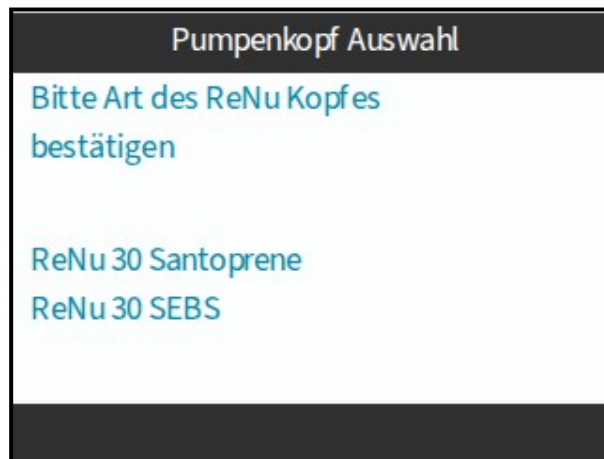 Pumpenkopf Auswahl
Bitte Art des ReNu Kopfes
bestätigen
ReNu 30 Santoprene
ReNu 30 SEBS